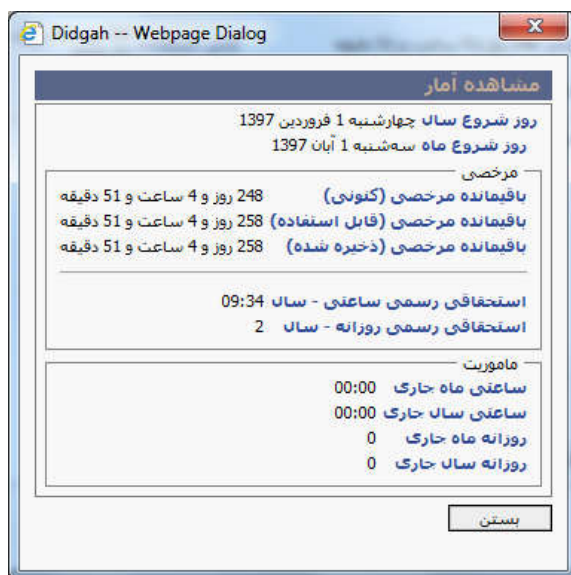 Didgah -- Webpage Dialog
مشاهده آمار
روز شروع سال چهارشنبه 1 فروردین 1397
روز شروع ماه سه‌شنبه 1 آبان 1397
مرخصی
باقیمانده مرخصی (کنونی) 248 روز و 4 ساعت و 51 دقیقه
باقیمانده مرخصی (قابل استفاده) 258 روز و 4 ساعت و 51 دقیقه
باقیمانده مرخصی (ذخیره شده) 258 روز و 4 ساعت و 51 دقیقه
استحقاقی رسمی ساعتی - سال 09:34
استحقاقی رسمی روزانه - سال 2
ماموریت
ساعتی ماه جاری 00:00
ساعتی سال جاری 00:00
روزانه ماه جاری 0
روزانه سال جاری 0
بستن